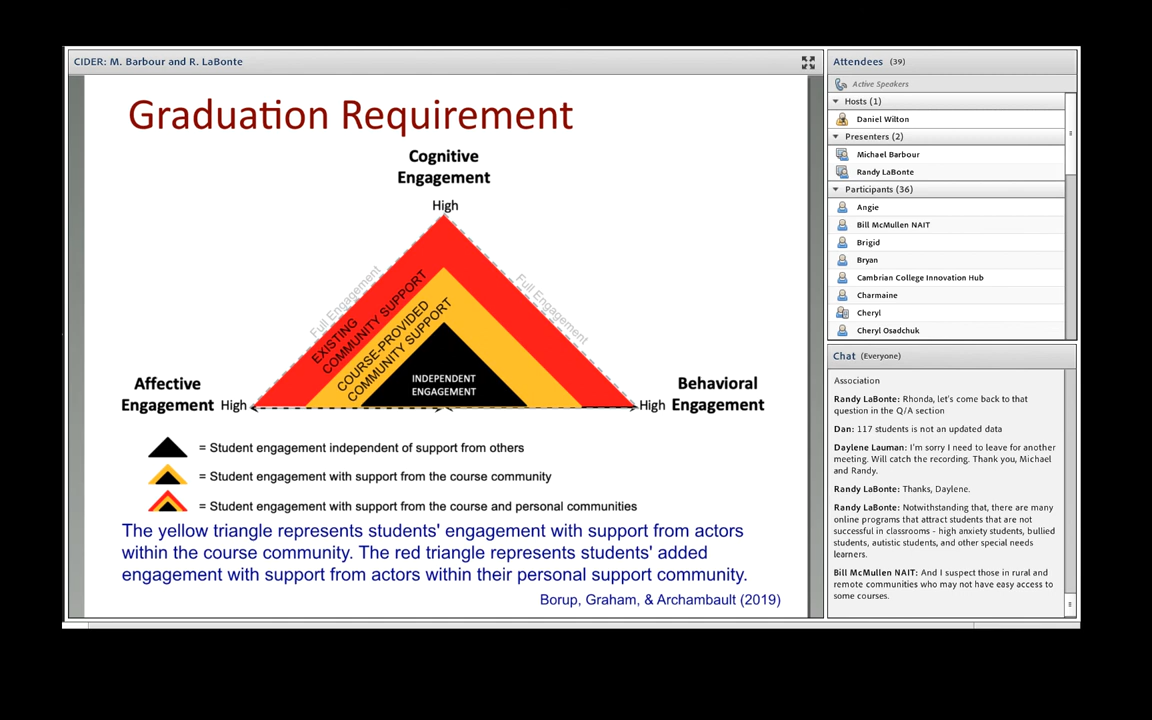 CIDER: M. Barbour and R. LaBonte
Graduation Requirement
Cognitive
Engagement
High
Full Engagement
Full Engagement
EXISTING
COMMUNITY SUPPORT
COURSE-PROVIDED
COMMUNITY SUPPORT
INDEPENDENT
ENGAGEMENT
Affective
Engagement
High
High
Behavioral
Engagement
= Student engagement independent of support from others
= Student engagement with support from the course community
= Student engagement with support from the course and personal communities
The yellow triangle represents students' engagement with support from actors
within the course community. The red triangle represents students' added
engagement with support from actors within their personal support community.
Borup, Graham, & Archambault (2019)
Attendees (39)
Active Speakers
Hosts (1)
Daniel Wilton
Presenters (2)
Michael Barbour
Randy LaBonte
Participants (36)
Angie
Bill McMullen NAIT
Brigid
Bryan
Cambrian College Innovation Hub
Charmaine
Cheryl
Cheryl Osadchuk
Chat (Everyone)
Association
Randy LaBonte: Rhonda, let's come back to that
question in the Q/A section
Dan: 117 students is not an updated data
Daylene Lauman: I'm sorry I need to leave for another
meeting. Will catch the recording. Thank you, Michael
and Randy.
Randy LaBonte: Thanks, Daylene.
Randy LaBonte: Notwithstanding that, there are many
online programs that attract students that are not
successful in classrooms - high anxiety students, bullied
students, autistic students, and other special needs
learners.
Bill McMullen NAIT: And I suspect those in rural and
remote communities who may not have easy access to
some courses.